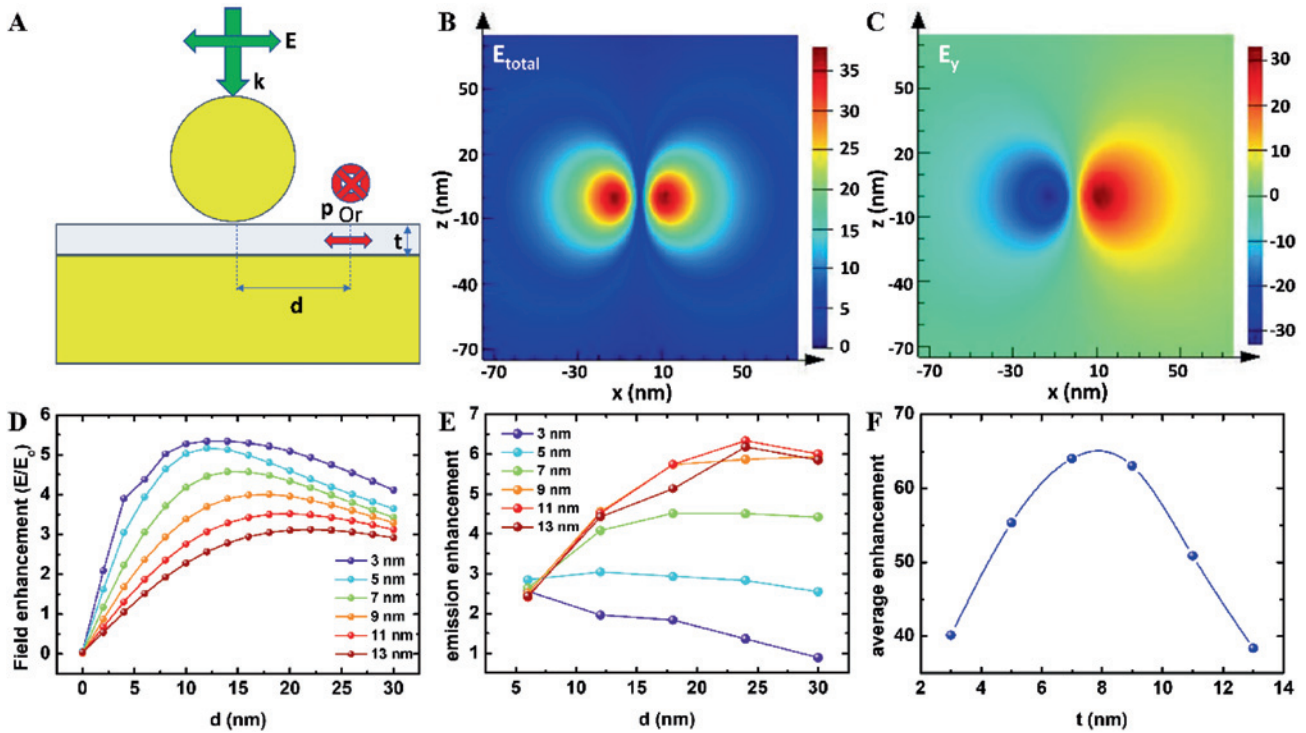 A
E
k
p
Or
t
d
B
E_total
z (nm)
50
20
-10
-40
-70
-70
-30
10
50
x (nm)
35
30
25
20
15
10
5
0
C
E_y
z (nm)
50
20
-10
-40
-70
-70
-30
10
50
x (nm)
30
20
10
0
-10
-20
-30
D
Field enhancement (E/E₀)
6
5
4
3
2
1
0
0
5
10
15
20
25
30
d (nm)
3 nm
5 nm
7 nm
9 nm
11 nm
13 nm
E
emission enhancement
7
6
5
4
3
2
1
5
10
15
20
25
30
d (nm)
3 nm
5 nm
7 nm
9 nm
11 nm
13 nm
F
average enhancement
70
60
50
40
2
4
6
8
10
12
14
t (nm)